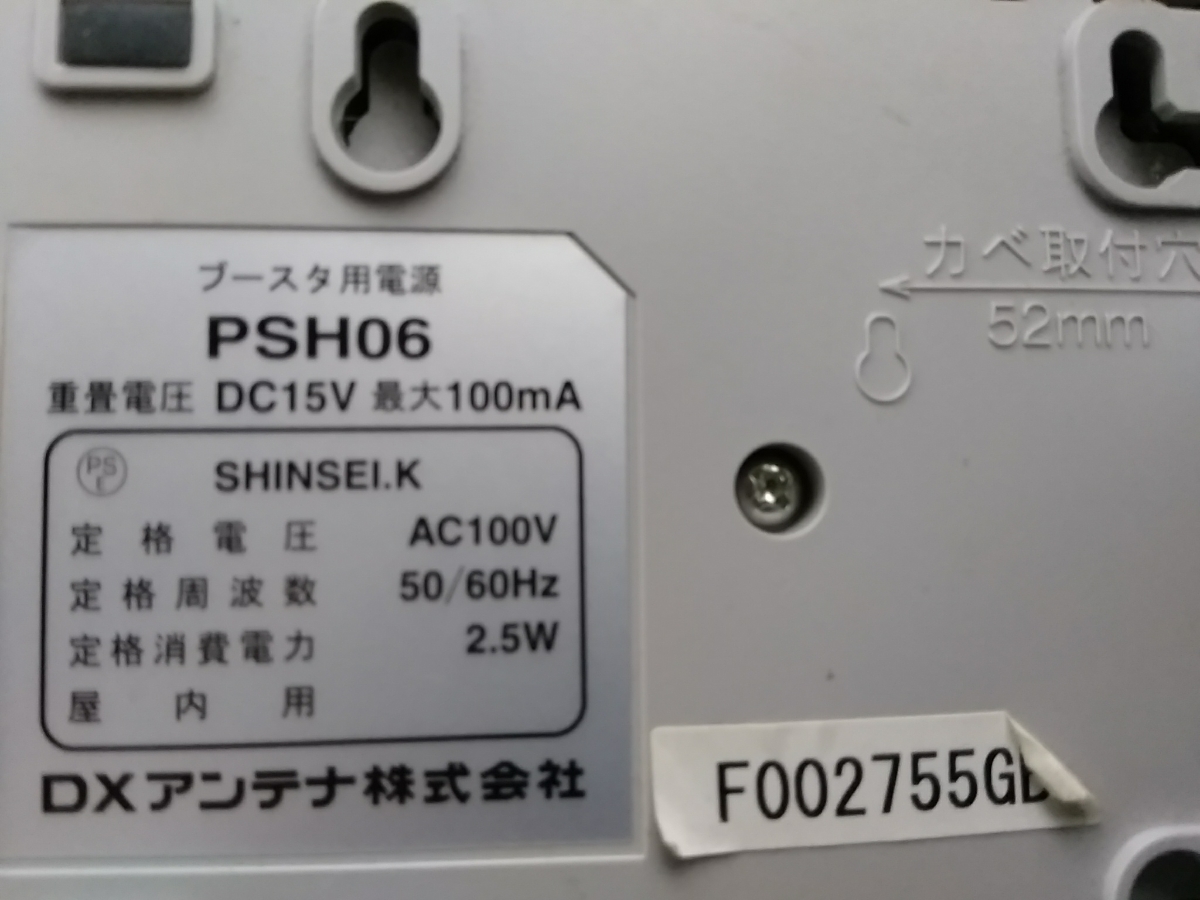 ブースタ用電源
PSH06
重畳電圧 DC15V 最大100mA
PS
E
SHINSEI.K
定格電圧 AC100V
定格周波数 50/60Hz
定格消費電力 2.5W
屋内用
DXアンテナ株式会社
カベ取付穴
52mm
F002755G